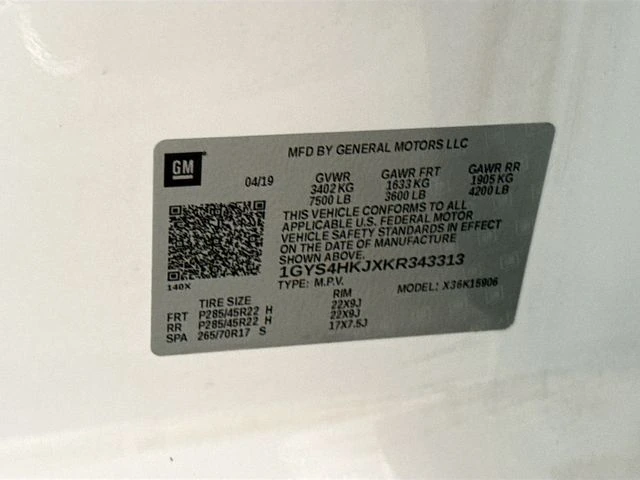 GM
MFD BY GENERAL MOTORS LLC
04/19 GVWR GAWR FRT GAWR RR
3402 KG 1633 KG 1905 KG
7500 LB 3600 LB 4200 LB
THIS VEHICLE CONFORMS TO ALL
APPLICABLE U.S. FEDERAL MOTOR
VEHICLE SAFETY STANDARDS IN EFFECT
ON THE DATE OF MANUFACTURE
SHOWN ABOVE.
1GYS4HKJXKR343313
140X TYPE: M.P.V. MODEL: X36K15906
TIRE SIZE RIM
FRT P285/45R22 H 22X9J
RR P285/45R22 H 22X9J
SPA 265/70R17 S 17X7.5J